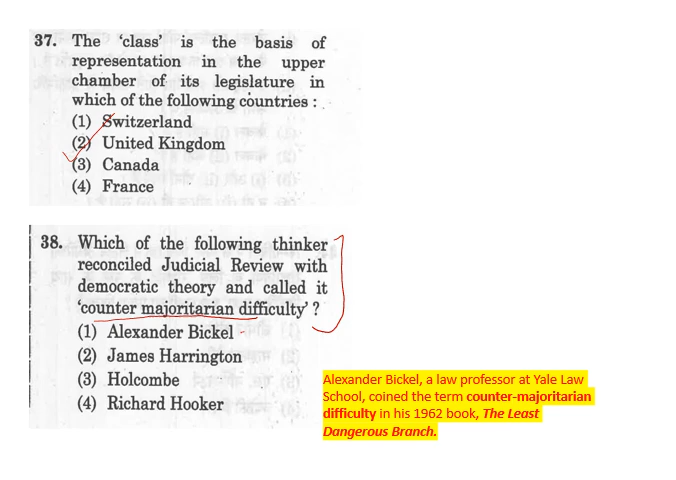 37. The ‘class’ is the basis of
representation in the upper
chamber of its legislature in
which of the following countries :
(1) Switzerland
(2) United Kingdom
(3) Canada
(4) France
38. Which of the following thinker
reconciled Judicial Review with
democratic theory and called it
‘counter majoritarian difficulty’ ?
(1) Alexander Bickel
(2) James Harrington
(3) Holcombe
(4) Richard Hooker
Alexander Bickel, a law professor at Yale Law
School, coined the term counter-majoritarian
difficulty in his 1962 book, The Least
Dangerous Branch.